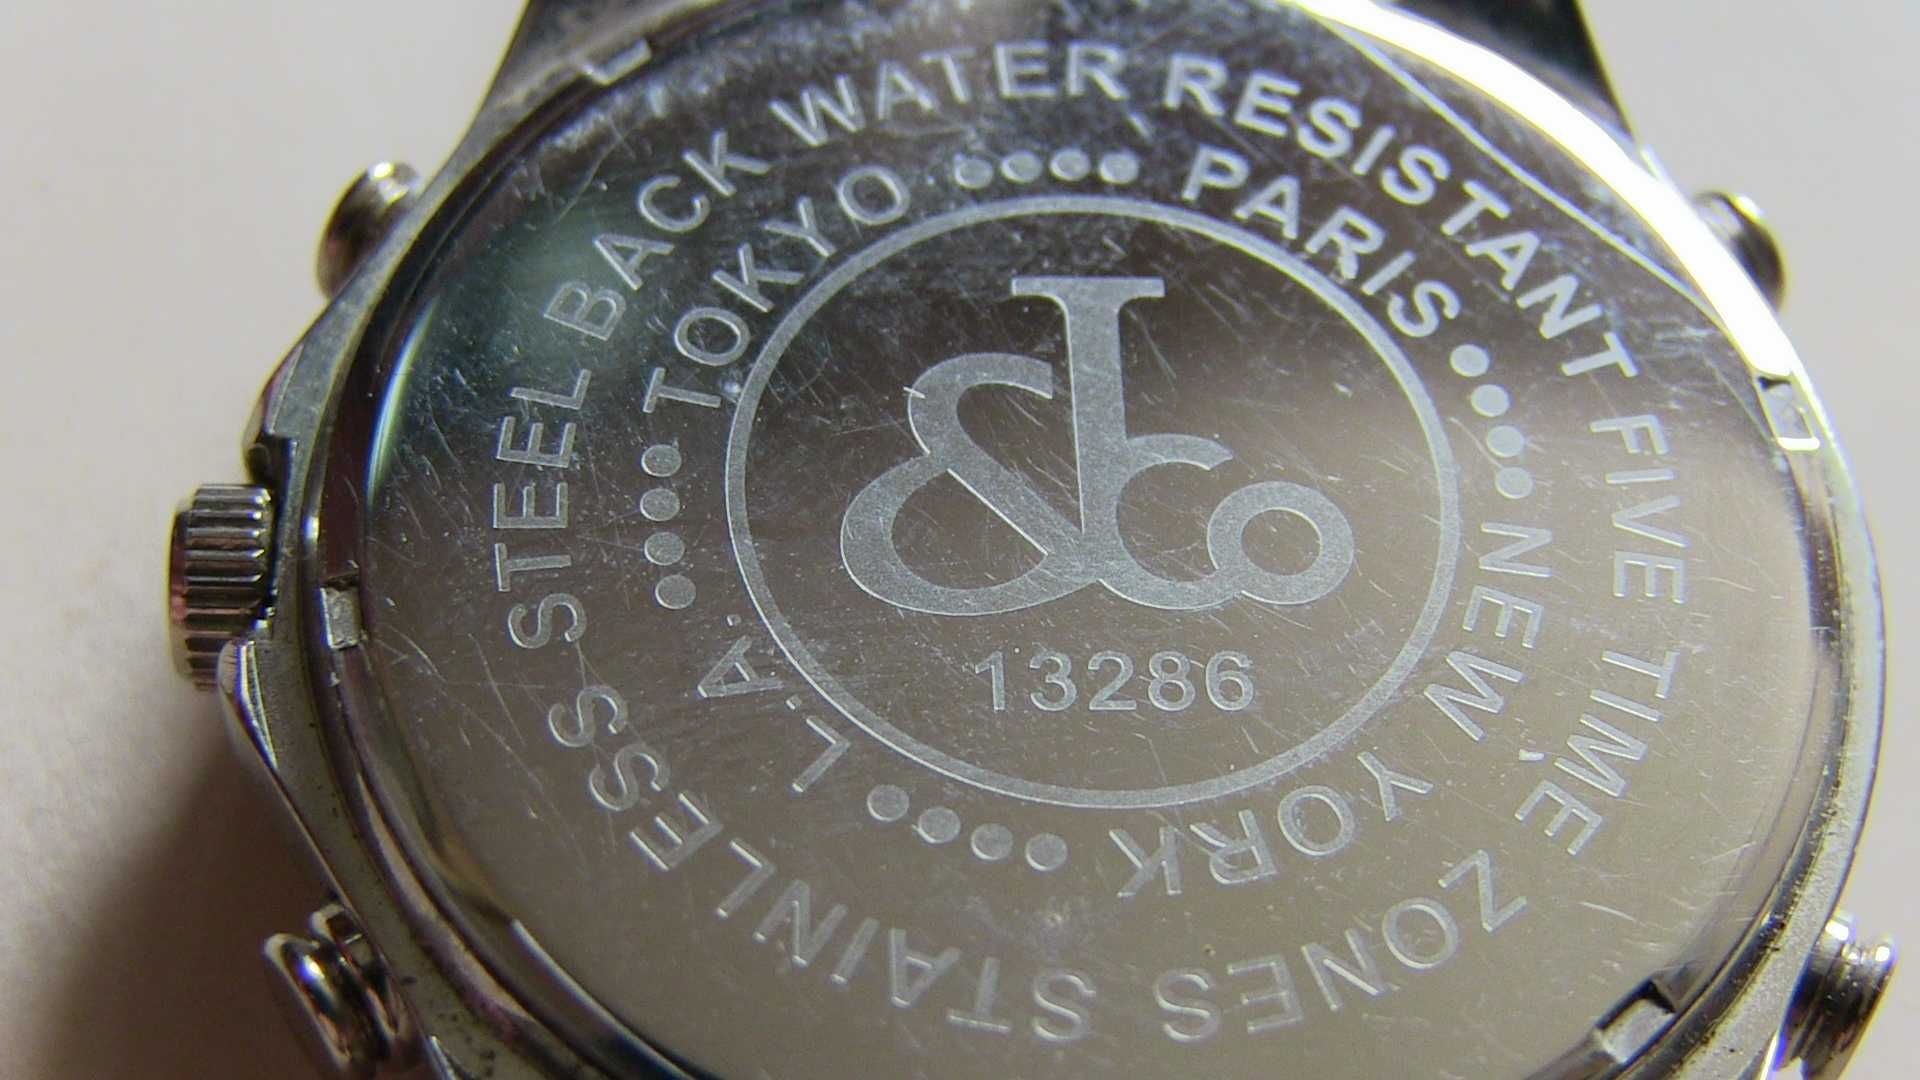 STAINLESS STEEL BACK WATER RESISTANT FIVE TIME ZONES
L.A. •••• TOKYO •••• PARIS •••• NEW YORK ••••
J&Co
13286